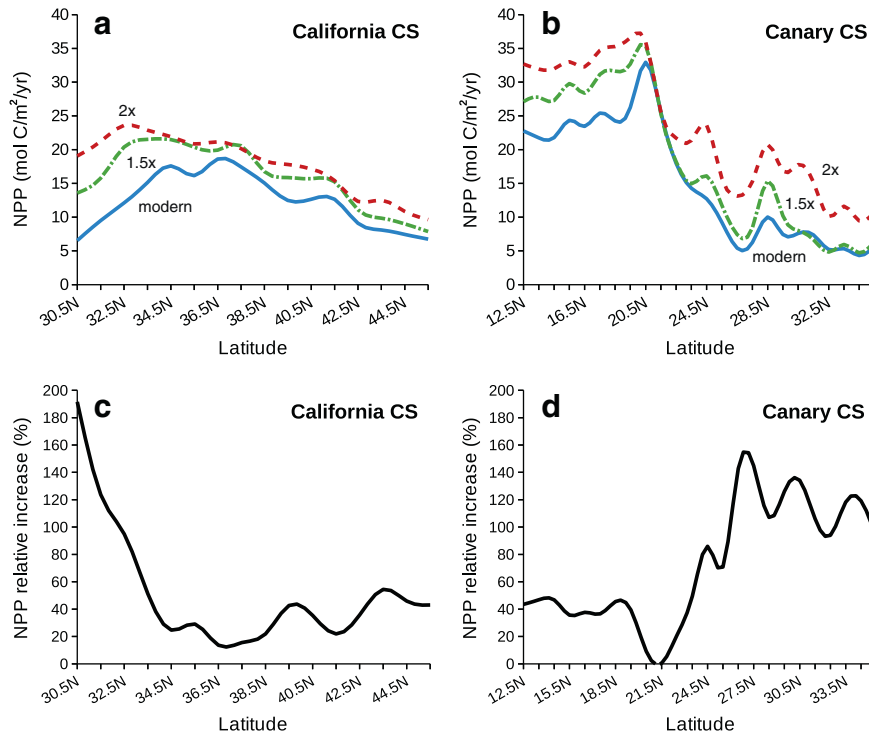 a
California CS
NPP (mol C/m²/yr)
40
35
30
25
20
15
10
5
0
2x
1.5x
modern
30.5N 32.5N 34.5N 36.5N 38.5N 40.5N 42.5N 44.5N
Latitude
b
Canary CS
NPP (mol C/m²/yr)
40
35
30
25
20
15
10
5
0
2x
1.5x
modern
12.5N 16.5N 20.5N 24.5N 28.5N 32.5N
Latitude
c
California CS
NPP relative increase (%)
200
180
160
140
120
100
80
60
40
20
0
30.5N 32.5N 34.5N 36.5N 38.5N 40.5N 42.5N 44.5N
Latitude
d
Canary CS
NPP relative increase (%)
200
180
160
140
120
100
80
60
40
20
0
12.5N 15.5N 18.5N 21.5N 24.5N 27.5N 30.5N 33.5N
Latitude